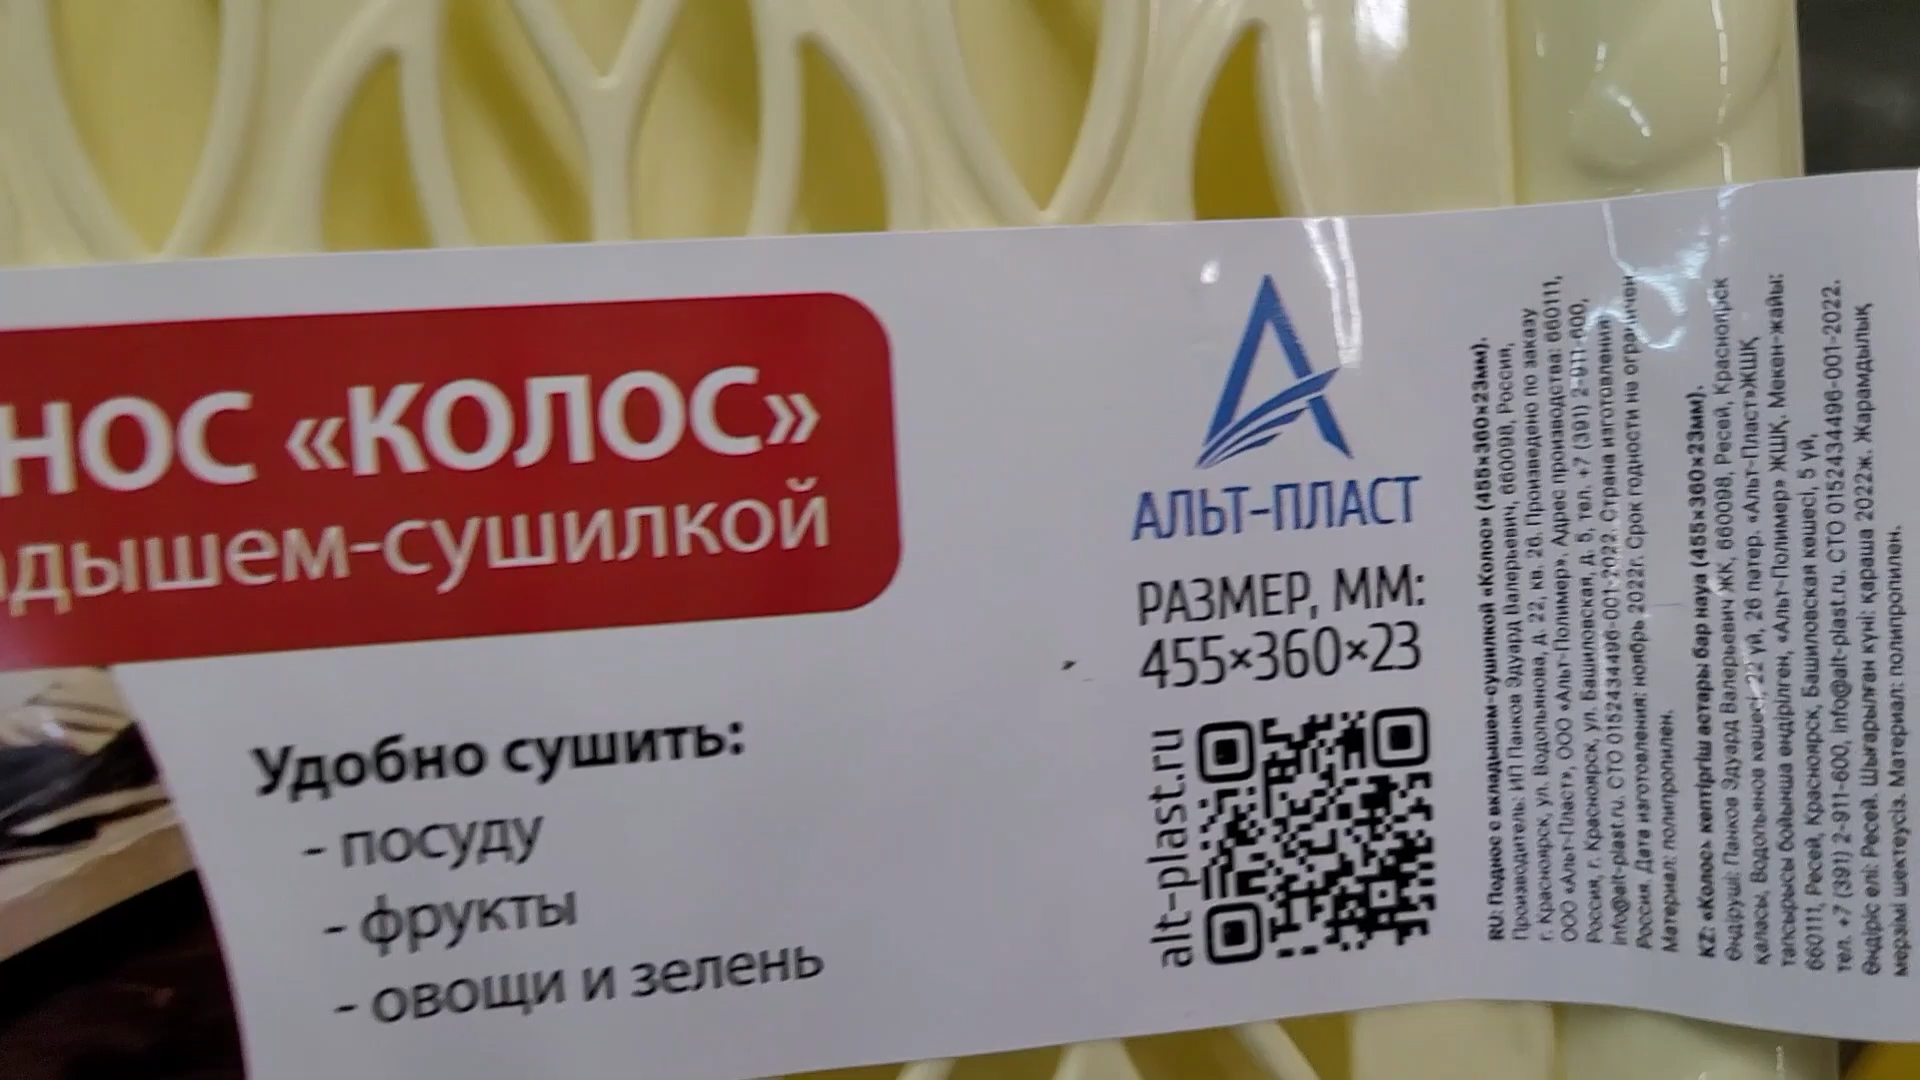 НОС «КОЛОС»
адышем-сушилкой
Удобно сушить:
- посуду
- фрукты
- овощи и зелень
АЛЬТ-ПЛАСТ
РАЗМЕР, ММ:
455×360×23
alt-plast.ru
RU: Поднос с вкладышем-сушилкой «Колос» (455×360×23мм).
Производитель: ИП Панков Эдуард Валерьевич, 660098, Россия,
г. Красноярск, ул. Водопьянова, д. 22, кв. 26. Произведено по заказу
ООО «Альт-Пласт», ООО «Альт-Полимер». Адрес производства: 660111,
Россия, г. Красноярск, ул. Башиловская, д. 5, тел. +7 (391) 2-911-600,
info@alt-plast.ru. СТО 0152434496-001-2022. Страна изготовления:
Россия. Дата изготовления: ноябрь 2022г. Срок годности не ограничен
Материал: полипропилен.
KZ: «Колос» кептіргіш астары бар науа (455×360×23мм).
Өндіруші: Панков Эдуард Валерьевич ЖК, 660098, Ресей, Красноярск
қаласы, Водопьянов көшесі, 22 үй, 26 пәтер. «Альт-Пласт»ЖШҚ,
тапсырысы бойынша өндірілген, «Альт-Полимер» ЖШҚ. Мекен-жайы:
660111, Ресей, Красноярск, Башиловская көшесі, 5 үй,
тел. +7 (391) 2-911-600, info@alt-plast.ru. СТО 0152434496-001-2022.
Өндіріс елі: Ресей. Шығарылған күні: қараша 2022ж. Жарамдылық
мерзімі шектеусіз. Материал: полипропилен.